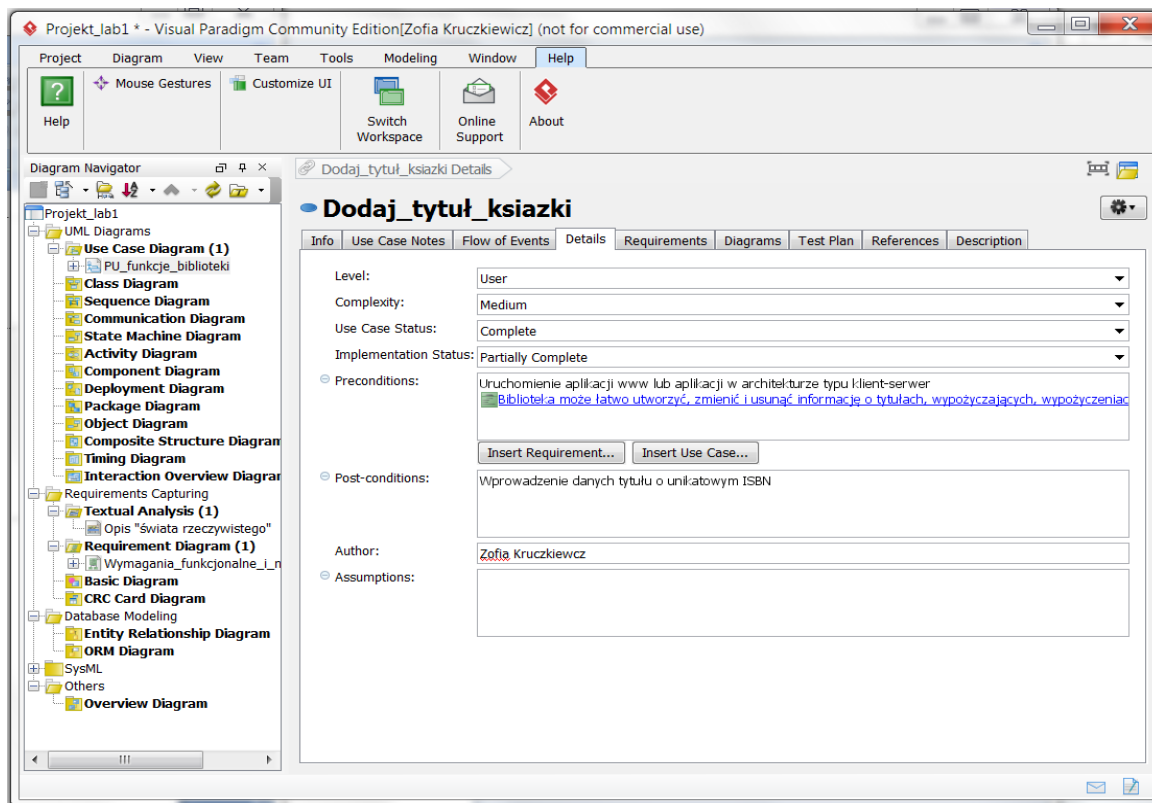 Projekt_lab1 * - Visual Paradigm Community Edition[Zofia Kruczkiewicz] (not for commercial use)
Project Diagram View Team Tools Modeling Window Help
Mouse Gestures Customize UI
Help Switch Workspace Online Support About
Diagram Navigator
Dodaj_tytuł_ksiazki Details
Projekt_lab1
UML Diagrams
Use Case Diagram (1)
PU_funkcje_biblioteki
Class Diagram
Sequence Diagram
Communication Diagram
State Machine Diagram
Activity Diagram
Component Diagram
Deployment Diagram
Package Diagram
Object Diagram
Composite Structure Diagram
Timing Diagram
Interaction Overview Diagrar
Requirements Capturing
Textual Analysis (1)
Opis "świata rzeczywistego"
Requirement Diagram (1)
Wymagania_funkcjonalne_i_n
Basic Diagram
CRC Card Diagram
Database Modeling
Entity Relationship Diagram
ORM Diagram
SysML
Others
Overview Diagram
Dodaj_tytuł_ksiazki
Info Use Case Notes Flow of Events Details Requirements Diagrams Test Plan References Description
Level: User
Complexity: Medium
Use Case Status: Complete
Implementation Status: Partially Complete
Preconditions: Uruchomienie aplikacji www lub aplikacji w architekturze typu klient-serwer
Biblioteka może łatwo utworzyć, zmienić i usunąć informację o tytułach, wypożyczających, wypożyczeniac
Insert Requirement... Insert Use Case...
Post-conditions: Wprowadzenie danych tytułu o unikatowym ISBN
Author: Zofia Kruczkiewcz
Assumptions: